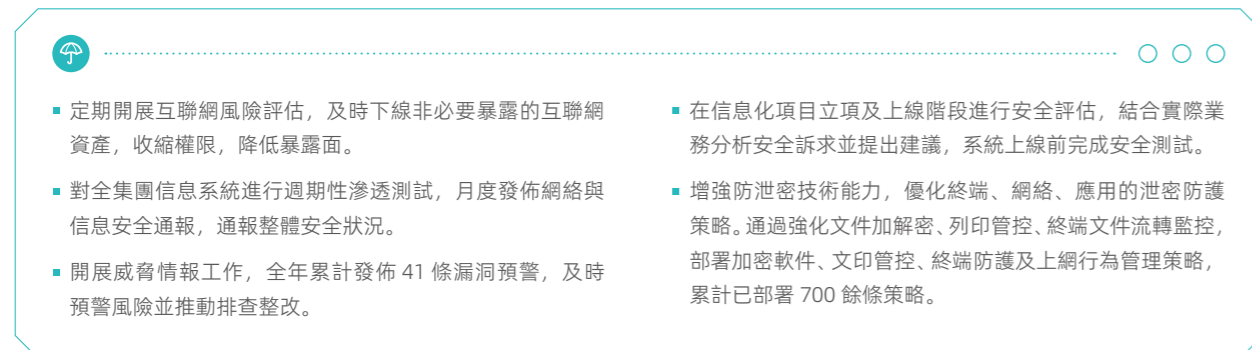 定期開展互聯網風險評估，及時下線非必要暴露的互聯網
資產，收縮權限，降低暴露面。
對全集團信息系統進行週期性滲透測試，月度發佈網絡與
信息安全通報，通報整體安全狀況。
開展威脅情報工作，全年累計發佈 41 條漏洞預警，及時
預警風險並推動排查整改。
在信息化項目立項及上線階段進行安全評估，結合實際業
務分析安全訴求並提出建議，系統上線前完成安全測試。
增強防泄密技術能力，優化終端、網絡、應用的泄密防護
策略。通過強化文件加解密、列印管控、終端文件流轉監控，
部署加密軟件、文印管控、終端防護及上網行為管理策略，
累計已部署 700 餘條策略。